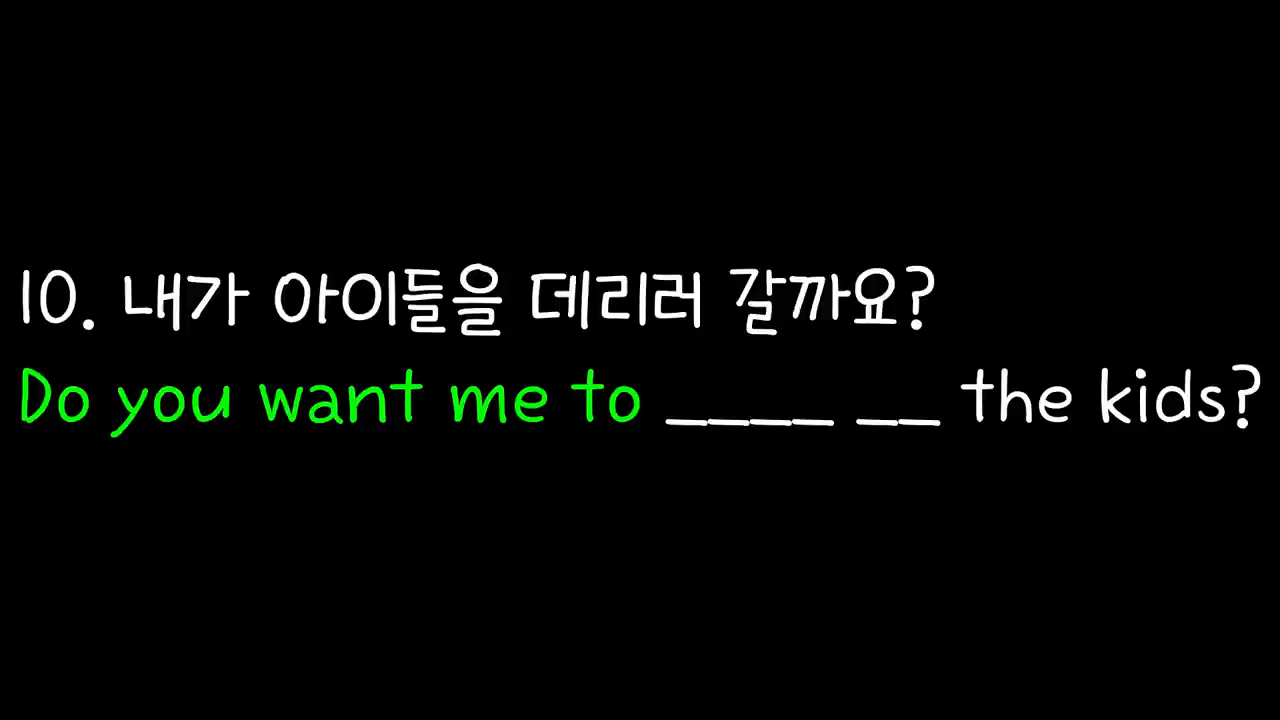 10. 내가 아이들을 데리러 갈까요?
Do you want me to ____ __ the kids?